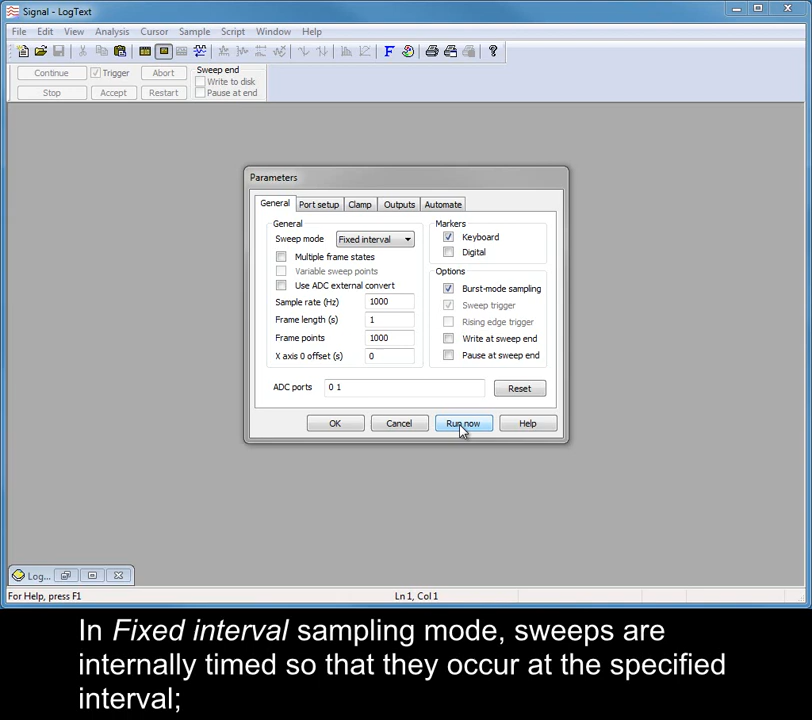 Signal - LogText
File Edit View Analysis Cursor Sample Script Window Help
Continue Trigger Abort Sweep end
Write to disk
Stop Accept Restart Pause at end
Parameters
General Port setup Clamp Outputs Automate
General
Sweep mode Fixed interval
Multiple frame states
Variable sweep points
Use ADC external convert
Sample rate (Hz) 1000
Frame length (s) 1
Frame points 1000
X axis 0 offset (s) 0
Markers
Keyboard
Digital
Options
Burst-mode sampling
Sweep trigger
Rising edge trigger
Write at sweep end
Pause at sweep end
ADC ports 0 1 Reset
OK Cancel Run now Help
Log...
For Help, press F1 Ln 1, Col 1
In Fixed interval sampling mode, sweeps are
internally timed so that they occur at the specified
interval;